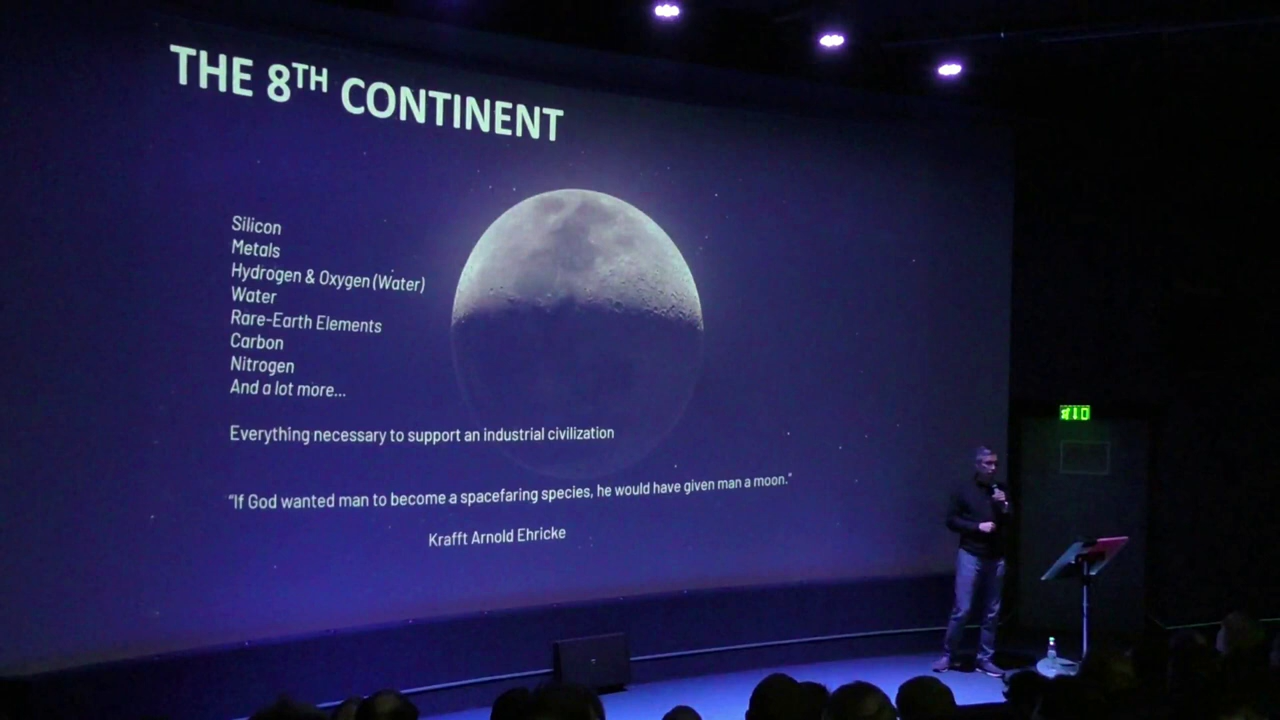 THE 8TH CONTINENT
Silicon
Metals
Hydrogen & Oxygen (Water)
Water
Rare-Earth Elements
Carbon
Nitrogen
And a lot more...
Everything necessary to support an industrial civilization
“If God wanted man to become a spacefaring species, he would have given man a moon.”
Krafft Arnold Ehricke